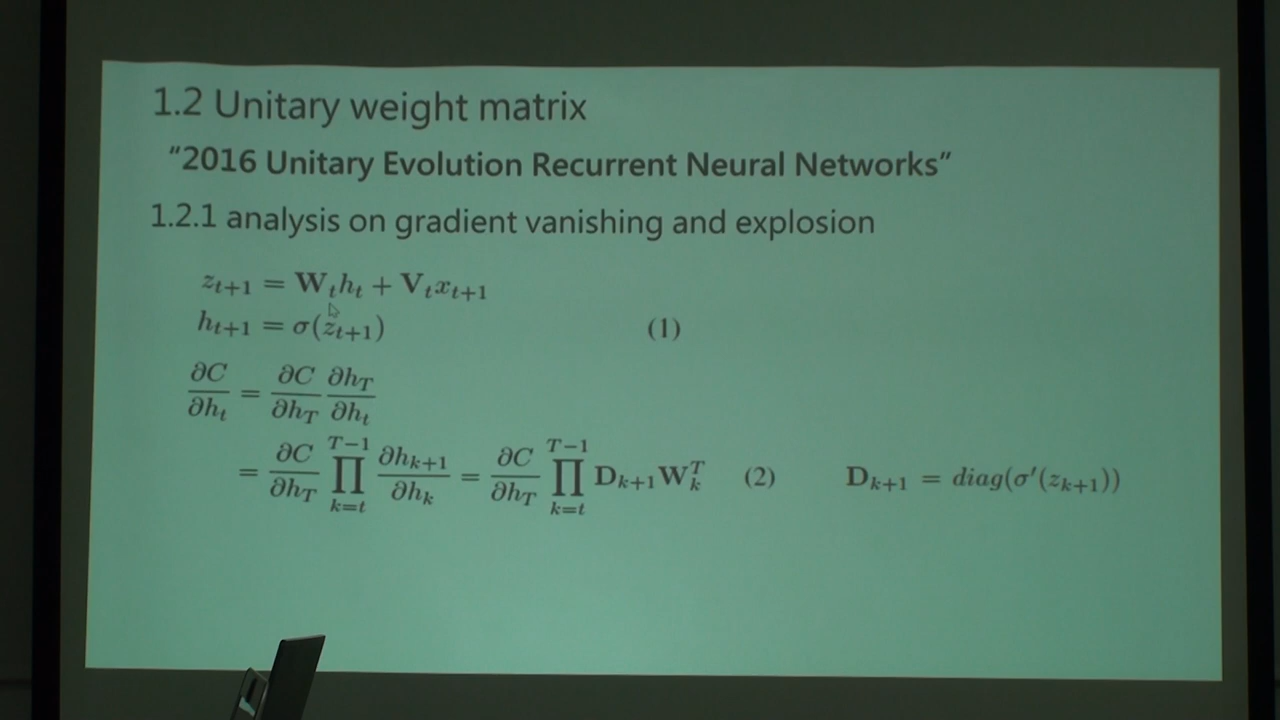 1.2 Unitary weight matrix
"2016 Unitary Evolution Recurrent Neural Networks"
1.2.1 analysis on gradient vanishing and explosion
z_{t+1} = W_t h_t + V_t x_{t+1}
h_{t+1} = σ(z_{t+1}) (1)
∂C/∂h_t = ∂C/∂h_T ∂h_T/∂h_t
= ∂C/∂h_T ∏_{k=t}^{T−1} ∂h_{k+1}/∂h_k = ∂C/∂h_T ∏_{k=t}^{T−1} D_{k+1} W_k^T (2) D_{k+1} = diag(σ′(z_{k+1}))